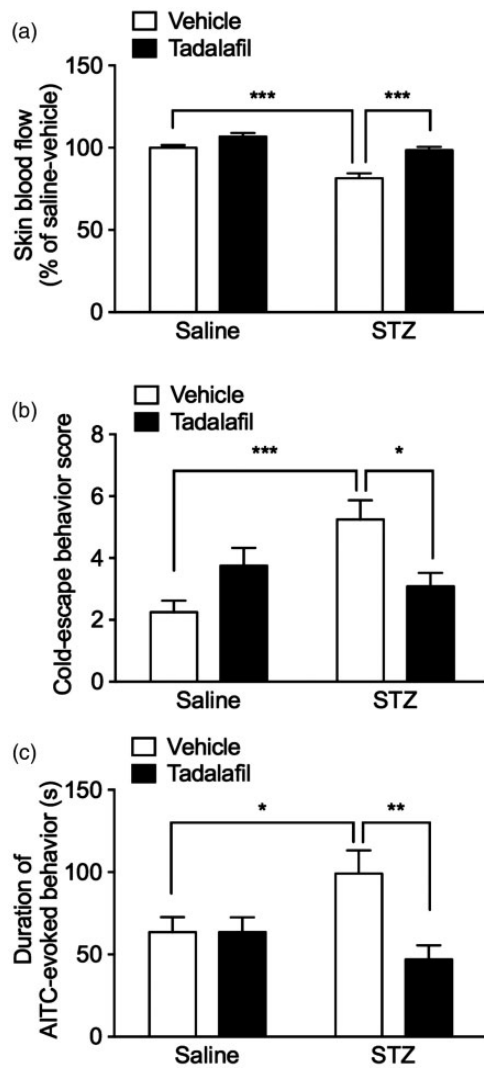 (a)
Vehicle
Tadalafil
Skin blood flow
(% of saline-vehicle)
150
100
50
0
***
***
Saline
STZ
(b)
Vehicle
Tadalafil
Cold-escape behavior score
8
6
4
2
0
***
*
Saline
STZ
(c)
Vehicle
Tadalafil
Duration of
AITC-evoked behavior (s)
150
100
50
0
*
**
Saline
STZ